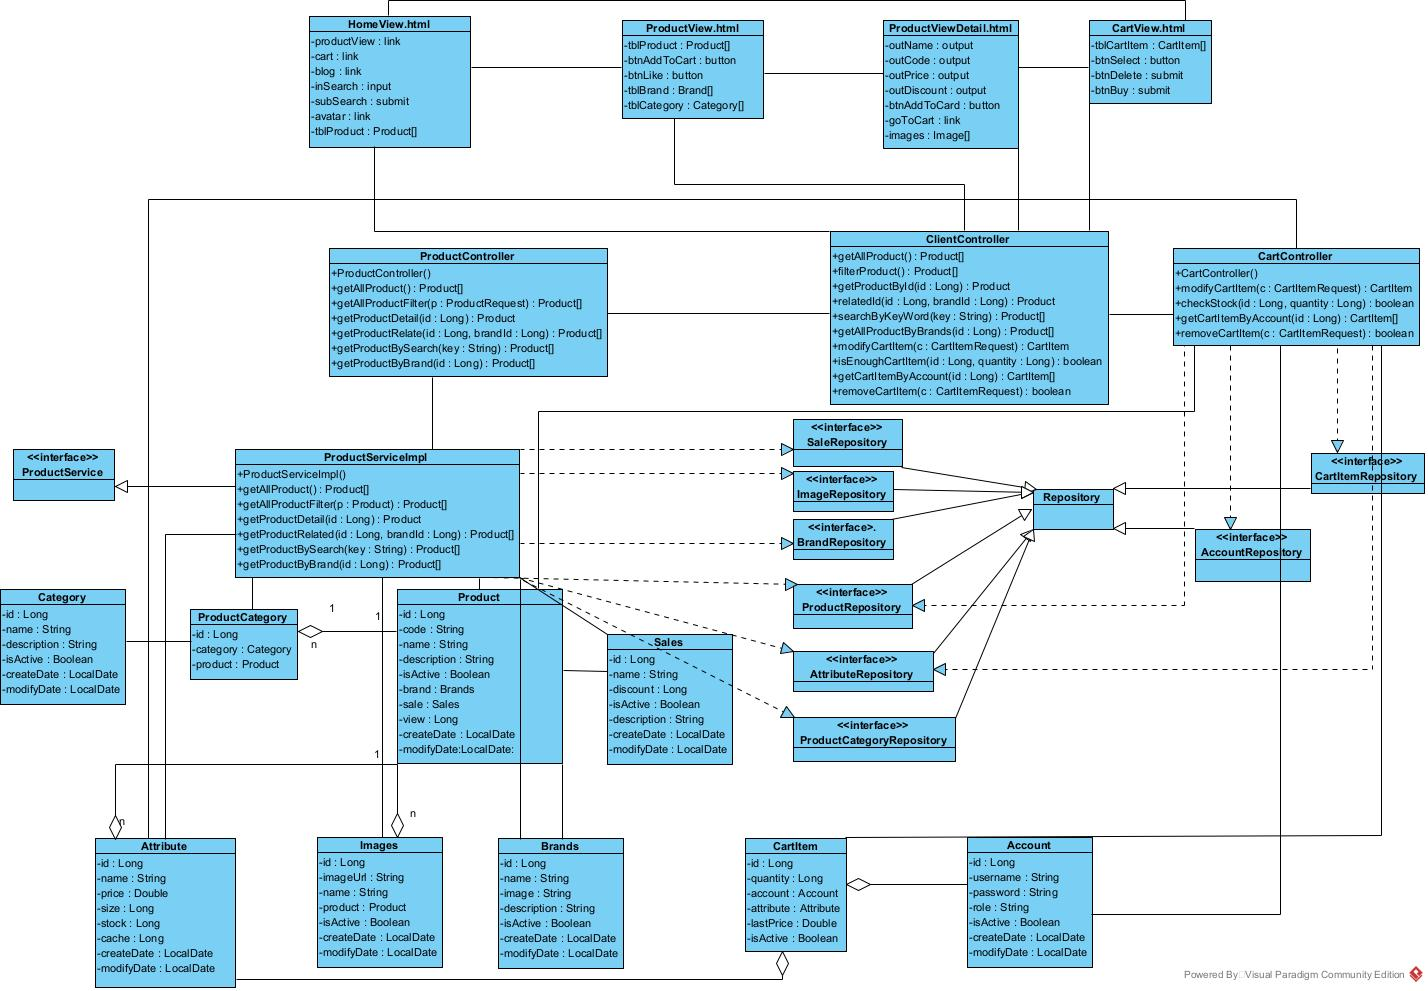 HomeView.html
-productView : link
-cart : link
-blog : link
-inSearch : input
-subSearch : submit
-avatar : link
-tblProduct : Product[]
ProductView.html
-tblProduct : Product[]
-btnAddToCart : button
-btnLike : button
-tblBrand : Brand[]
-tblCategory : Category[]
ProductViewDetail.html
-outName : output
-outCode : output
-outPrice : output
-outDiscount : output
-btnAddToCard : button
-goToCart : link
-images : Image[]
CartView.html
-tblCartItem : CartItem[]
-btnSelect : button
-btnDelete : submit
-btnBuy : submit
ProductController
+ProductController()
+getAllProduct() : Product[]
+getAllProductFilter(p : ProductRequest) : Product[]
+getProductDetail(id : Long) : Product
+getProductRelate(id : Long, brandId : Long) : Product[]
+getProductBySearch(key : String) : Product[]
+getProductByBrand(id : Long) : Product[]
ClientController
+getAllProduct() : Product[]
+filterProduct() : Product[]
+getProductById(id : Long) : Product
+relatedId(id : Long, brandId : Long) : Product
+searchByKeyWord(key : String) : Product[]
+getAllProductByBrands(id : Long) : Product[]
+modifyCartItem(c : CartItemRequest) : CartItem
+isEnoughCartItem(id : Long, quantity : Long) : boolean
+getCartItemByAccount(id : Long) : CartItem[]
+removeCartItem(c : CartItemRequest) : boolean
CartController
+CartController()
+modifyCartItem(c : CartItemRequest) : CartItem
+checkStock(id : Long, quantity : Long) : boolean
+getCartItemByAccount(id : Long) : CartItem[]
+removeCartItem(c : CartItemRequest) : boolean
<<interface>>
ProductService
ProductServiceImpl
+ProductServiceImpl()
+getAllProduct() : Product[]
+getAllProductFilter(p : Product) : Product[]
+getProductDetail(id : Long) : Product
+getProductRelated(id : Long, brandId : Long) : Product[]
+getProductBySearch(key : String) : Product[]
+getProductByBrand(id : Long) : Product[]
<<interface>>
SaleRepository
<<interface>>
ImageRepository
<<interface>.
BrandRepository
<<interface>>
ProductRepository
<<interface>>
AttributeRepository
<<interface>>
ProductCategoryRepository
Repository
<<interface>>
CartItemRepository
<<interface>>
AccountRepository
Category
-id : Long
-name : String
-description : String
-isActive : Boolean
-createDate : LocalDate
-modifyDate : LocalDate
ProductCategory
-id : Long
-category : Category
-product : Product
1
n
1
Product
-id : Long
-code : String
-name : String
-description : String
-isActive : Boolean
-brand : Brands
-sale : Sales
-view : Long
-createDate : LocalDate
-modifyDate:LocalDate:
Sales
-id : Long
-name : String
-discount : Long
-isActive : Boolean
-description : String
-createDate : LocalDate
-modifyDate : LocalDate
1
n
n
Attribute
-id : Long
-name : String
-price : Double
-size : Long
-stock : Long
-cache : Long
-createDate : LocalDate
-modifyDate : LocalDate
Images
-id : Long
-imageUrl : String
-name : String
-product : Product
-isActive : Boolean
-createDate : LocalDate
-modifyDate : LocalDate
Brands
-id : Long
-name : String
-image : String
-description : String
-isActive : Boolean
-createDate : LocalDate
-modifyDate : LocalDate
CartItem
-id : Long
-quantity : Long
-account : Account
-attribute : Attribute
-lastPrice : Double
-isActive : Boolean
Account
-id : Long
-username : String
-password : String
-role : String
-isActive : Boolean
-createDate : LocalDate
-modifyDate : LocalDate
Powered By Visual Paradigm Community Edition